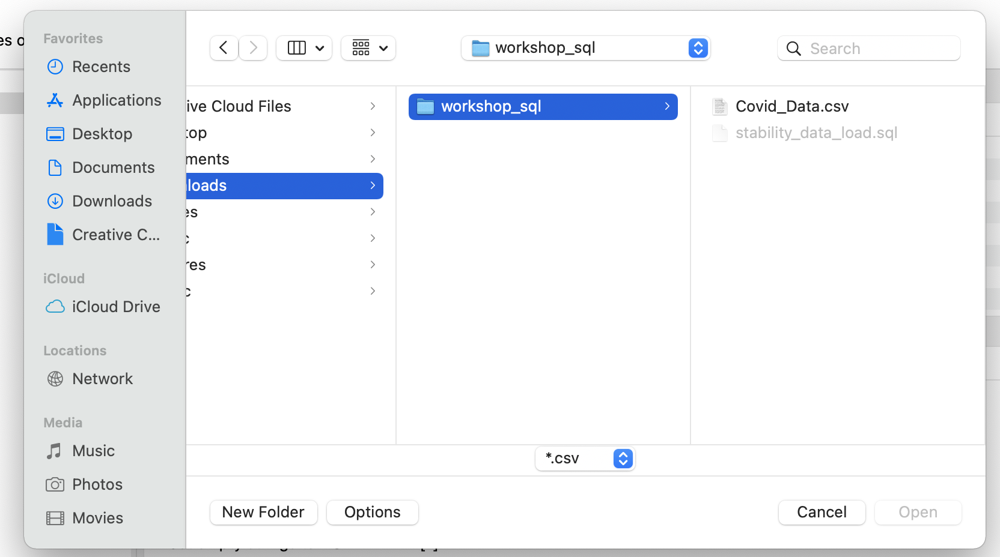 es o
Favorites
Recents
Applications
Desktop
Documents
Downloads
Creative C...
iCloud
iCloud Drive
Locations
Network
Media
Music
Photos
Movies
workshop_sql
Search
ive Cloud Files
top
ments
loads
es
c
res
c
workshop_sql
Covid_Data.csv
stability_data_load.sql
*.csv
New Folder
Options
Cancel
Open